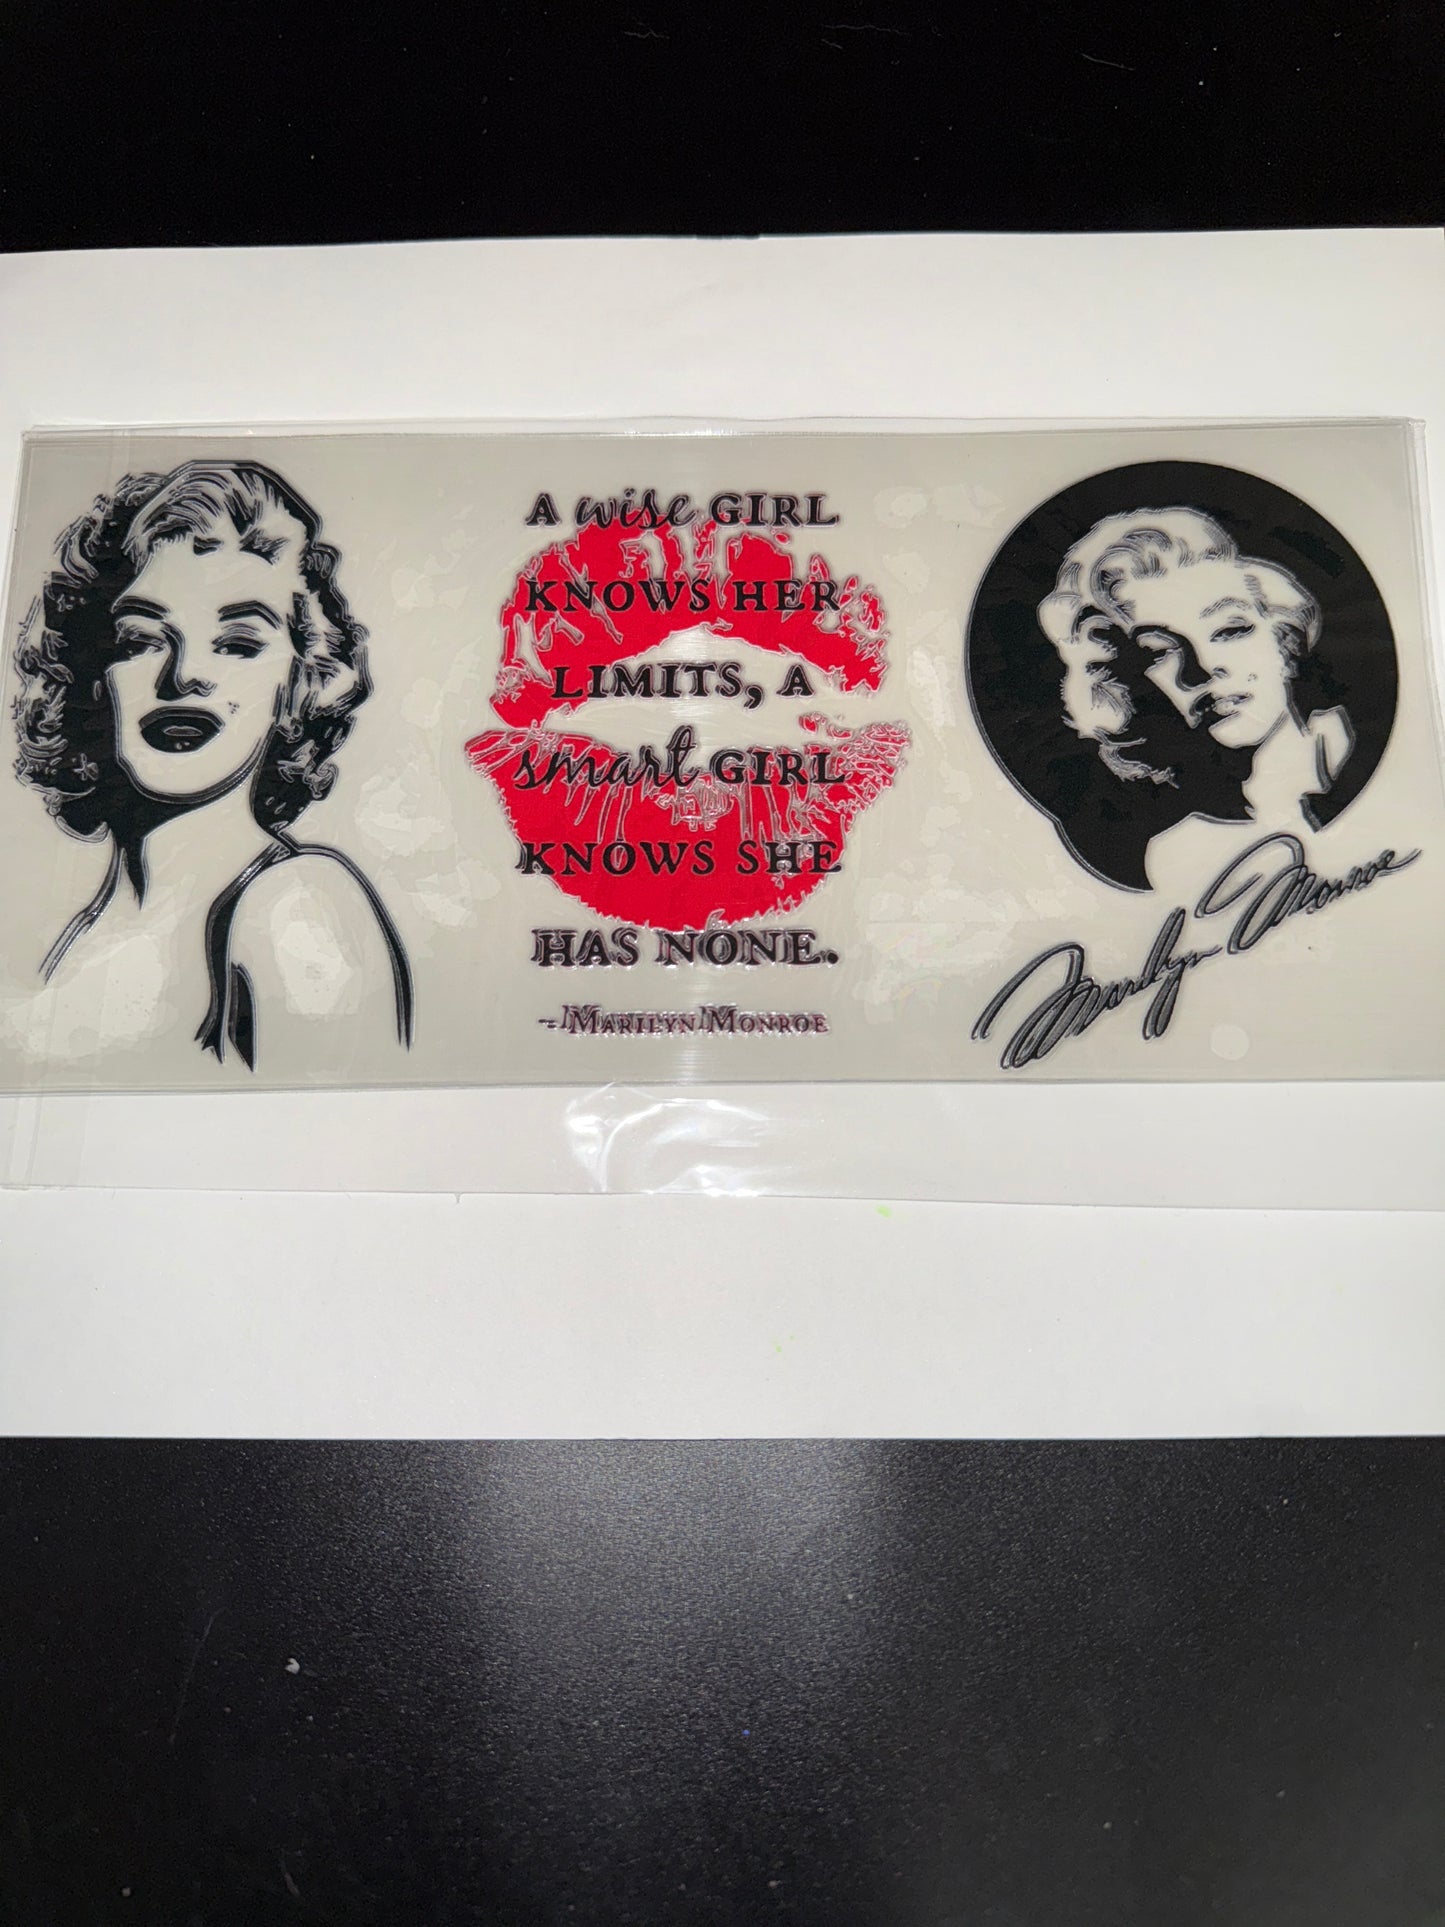 A wise GIRL
KNOWS HER
LIMITS, A
smart GIRL
KNOWS SHE
HAS NONE.
- MARILYN MONROE
Marilyn Monroe